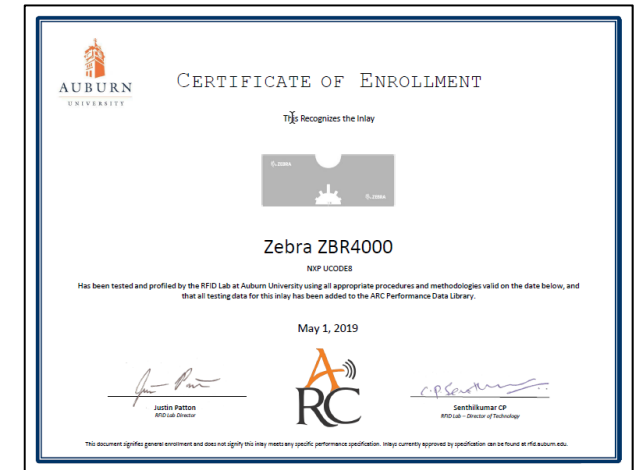 AUBURN
UNIVERSITY
CERTIFICATE OF ENROLLMENT
This Recognizes the Inlay
Zebra ZBR4000
NXP UCODE8
Has been tested and profiled by the RFID Lab at Auburn University using all appropriate procedures and methodologies valid on the date below, and
that all testing data for this inlay has been added to the ARC Performance Data Library.
May 1, 2019
ARC
Justin Patton
RFID Lab Director
Senthilkumar CP
RFID Lab – Director of Technology
This document signifies general enrollment and does not signify this inlay meets any specific performance specification. Inlays currently approved by specification can be found at rfid.auburn.edu.